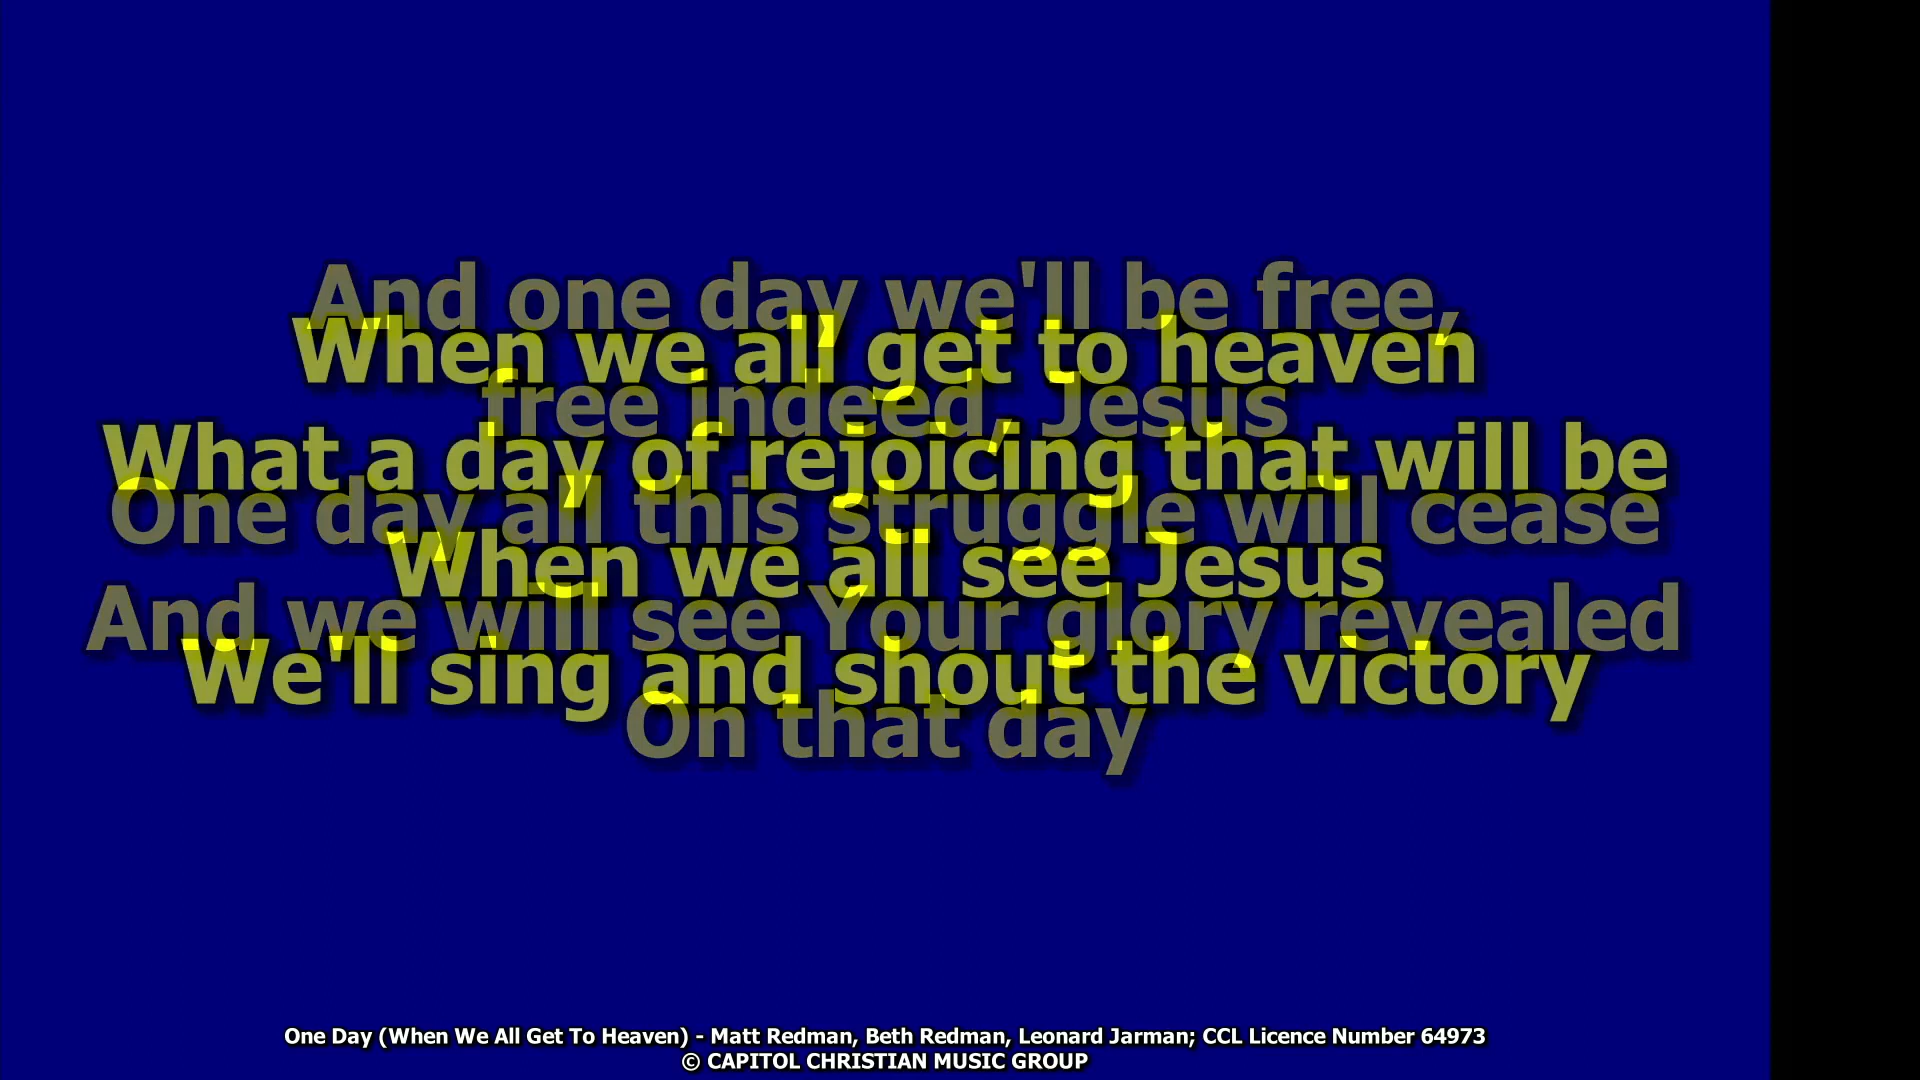 And one day we'll be free,
When we all get to heaven
free indeed, Jesus
What a day of rejoicing that will be
One day all this struggle will cease
When we all see Jesus
And we will see Your glory revealed
We'll sing and shout the victory
On that day
One Day (When We All Get To Heaven) - Matt Redman, Beth Redman, Leonard Jarman; CCL Licence Number 64973
© CAPITOL CHRISTIAN MUSIC GROUP